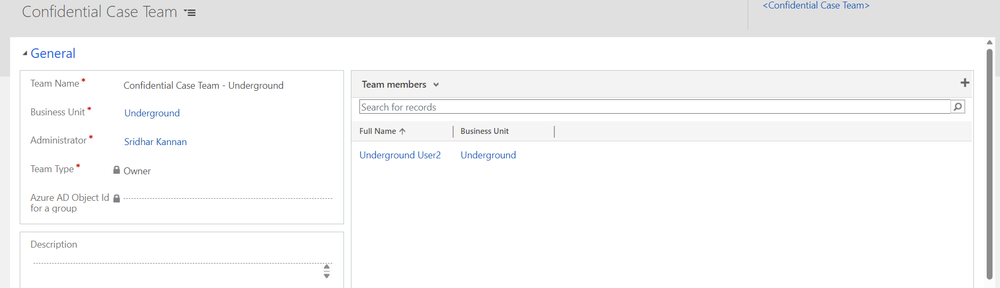 Confidential Case Team
<Confidential Case Team>
General
Team Name *
Confidential Case Team - Underground
Business Unit *
Underground
Administrator *
Sridhar Kannan
Team Type *
Owner
Azure AD Object Id
for a group
Description
Team members
Search for records
Full Name ↑
Business Unit
Underground User2
Underground